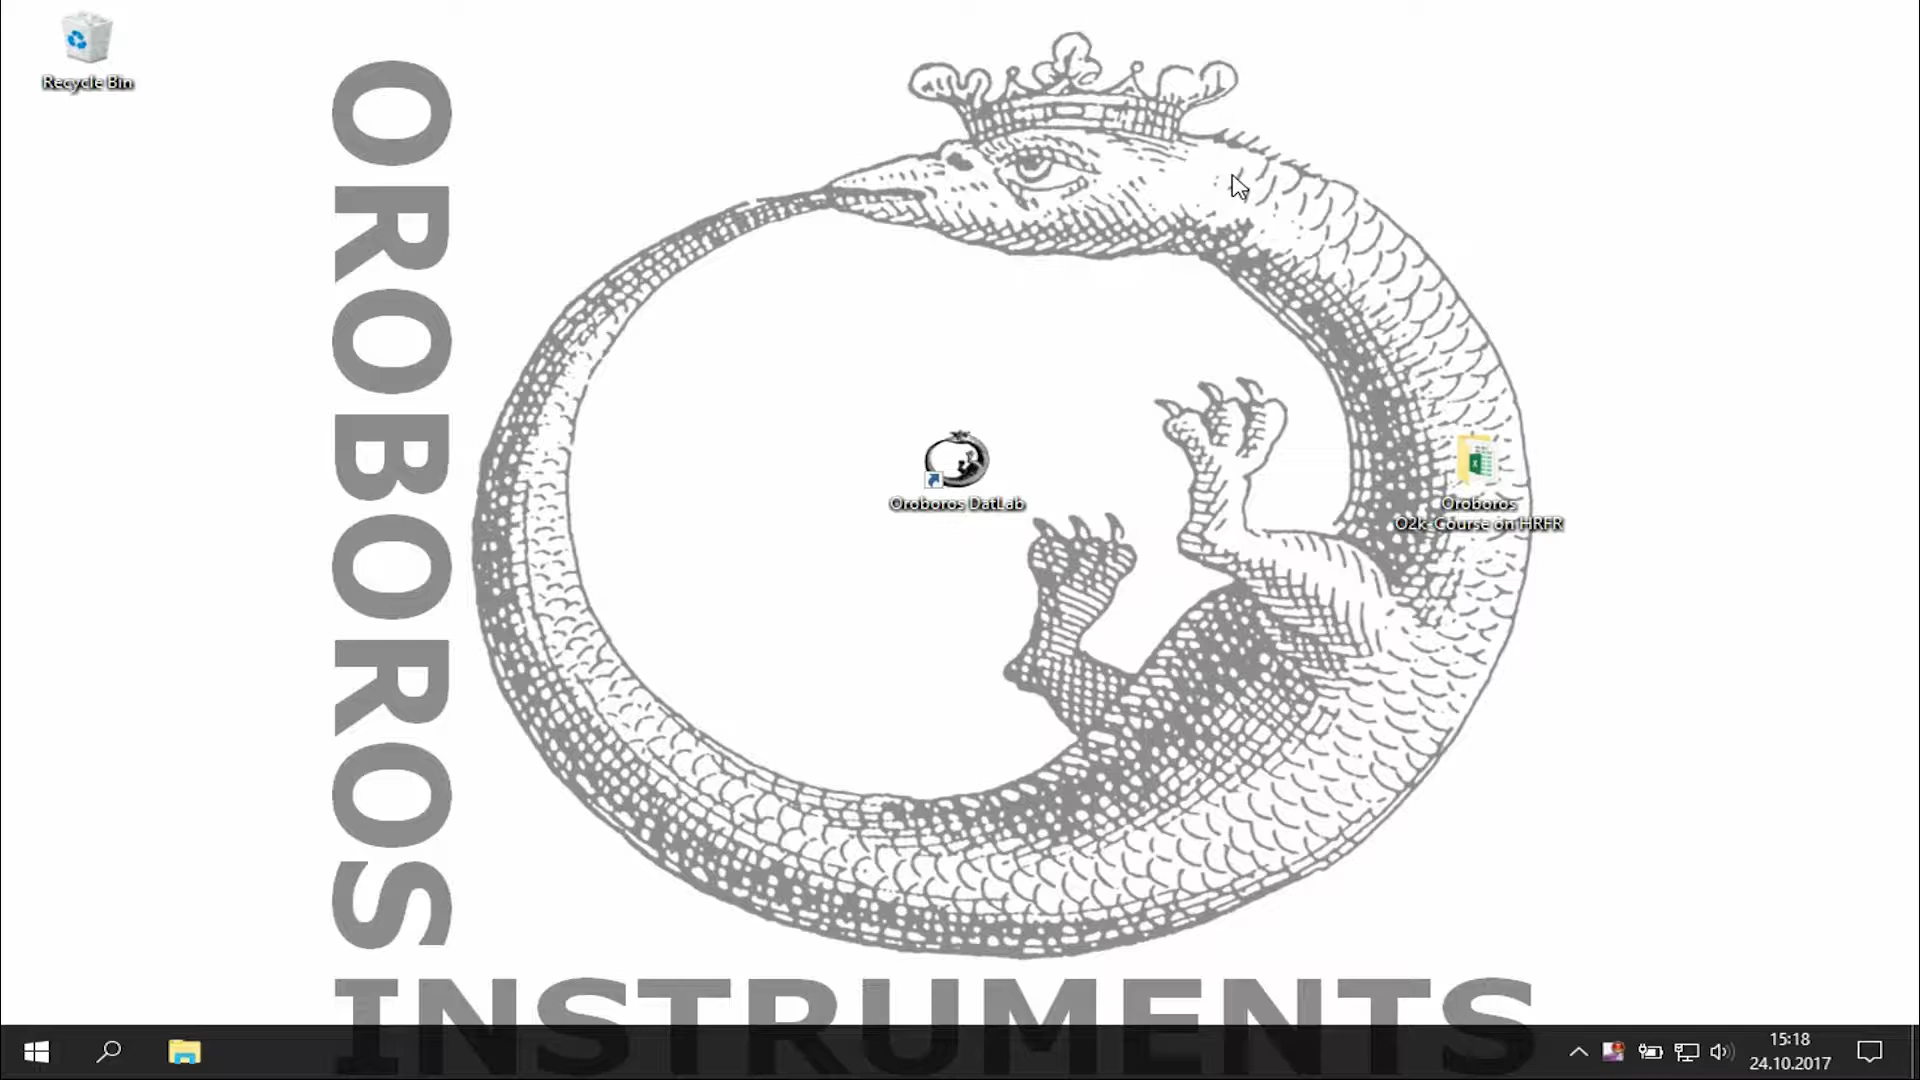 Recycle Bin
OROBOROS
INSTRUMENTS
Oroboros DatLab
Oroboros
O2k-Course on HRFR
15:18
24.10.2017